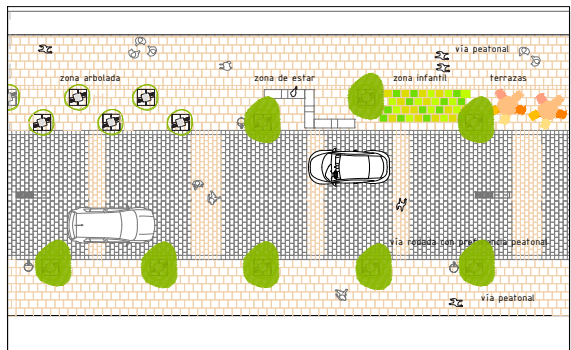 vía peatonal
zona arbolada
zona de estar
zona infantil
terrazas
vía rodada con preferencia peatonal
vía peatonal